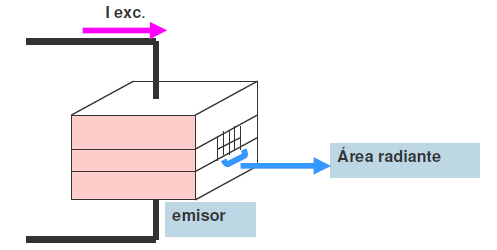 I exc.
Área radiante
emisor